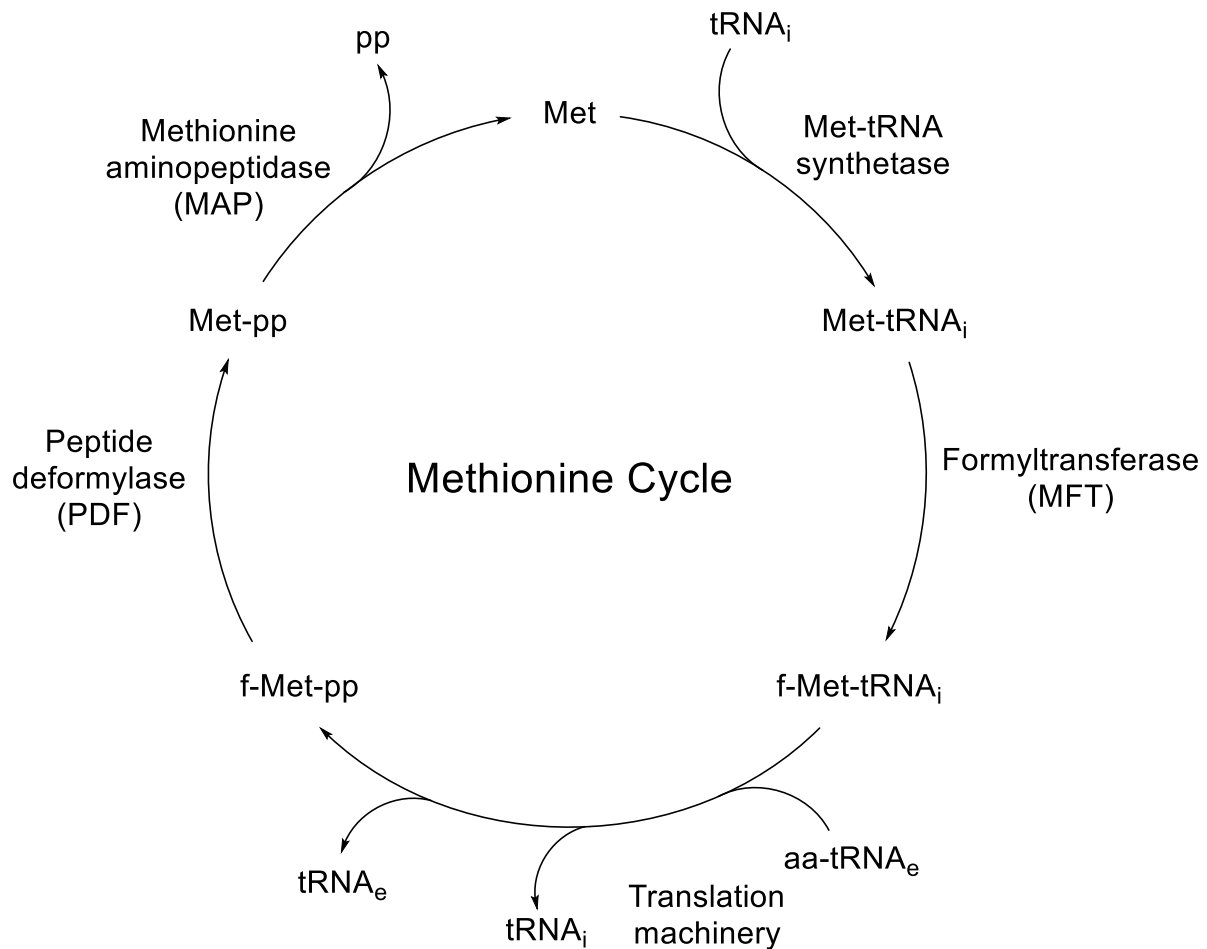 pp
tRNAi
Met
Methionine
aminopeptidase
(MAP)
Met-tRNA
synthetase
Met-pp
Met-tRNAi
Peptide
deformylase
(PDF)
Methionine Cycle
Formyltransferase
(MFT)
f-Met-pp
f-Met-tRNAi
tRNAe
tRNAi
Translation
machinery
aa-tRNAe